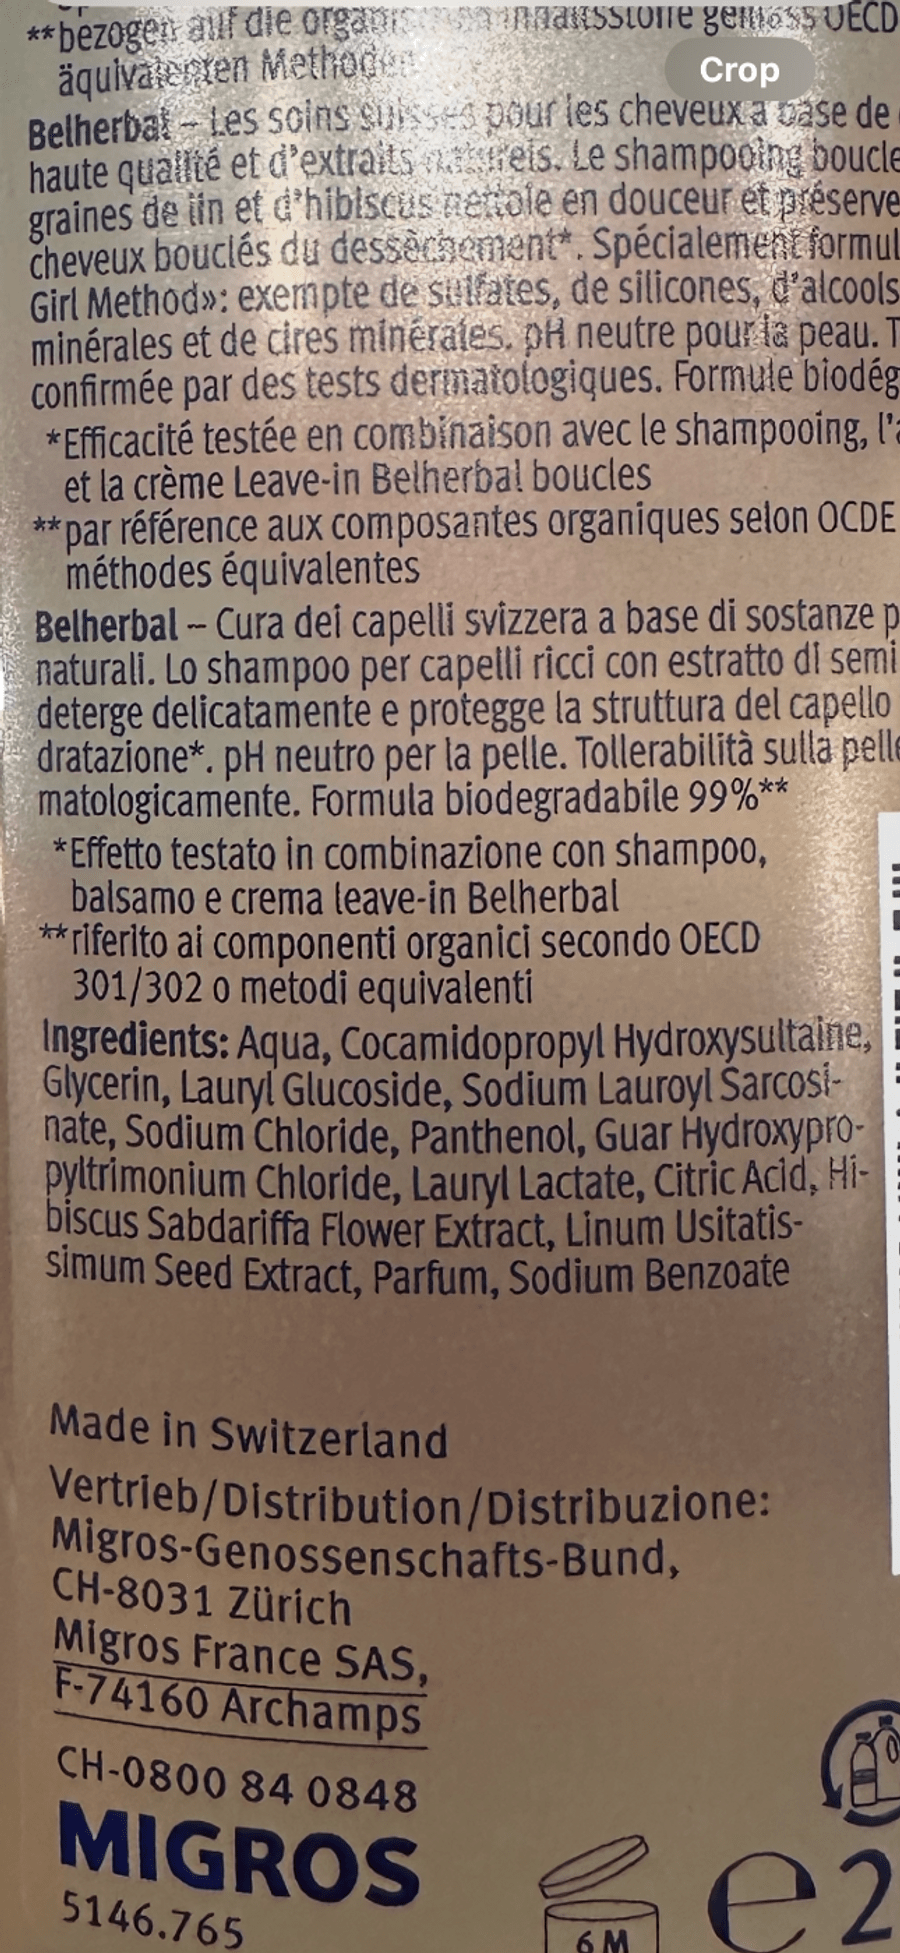 **bezogen auf die
äquivalenten Methoden
Crop
Belherbal – Les soins suisses pour les cheveux à base de
haute qualité et d'extraits naturels. Le shampooing boucle
graines de lin et d'hibiscus nettoie en douceur et préserve
cheveux bouclés du dessèchement*. Spécialement formul
Girl Method»: exempte de sulfates, de silicones, d'alcools
minérales et de cires minérales. pH neutre pour la peau. T
confirmée par des tests dermatologiques. Formule biodég
*Efficacité testée en combinaison avec le shampooing, l'a
et la crème Leave-in Belherbal boucles
**par référence aux composantes organiques selon OCDE
méthodes équivalentes
Belherbal – Cura dei capelli svizzera a base di sostanze p
naturali. Lo shampoo per capelli ricci con estratto di semi
deterge delicatamente e protegge la struttura del capello
dratazione*. pH neutro per la pelle. Tollerabilità sulla pelle
matologicamente. Formula biodegradabile 99%**
*Effetto testato in combinazione con shampoo,
balsamo e crema leave-in Belherbal
**riferito ai componenti organici secondo OECD
301/302 o metodi equivalenti
Ingredients: Aqua, Cocamidopropyl Hydroxysultaine,
Glycerin, Lauryl Glucoside, Sodium Lauroyl Sarcosi-
nate, Sodium Chloride, Panthenol, Guar Hydroxypro-
pyltrimonium Chloride, Lauryl Lactate, Citric Acid, Hi-
biscus Sabdariffa Flower Extract, Linum Usitatis-
simum Seed Extract, Parfum, Sodium Benzoate
Made in Switzerland
Vertrieb/Distribution/Distribuzione:
Migros-Genossenschafts-Bund,
CH-8031 Zürich
Migros France SAS,
F-74160 Archamps
CH-0800 84 0848
MIGROS
5146.765
6 M
e 2